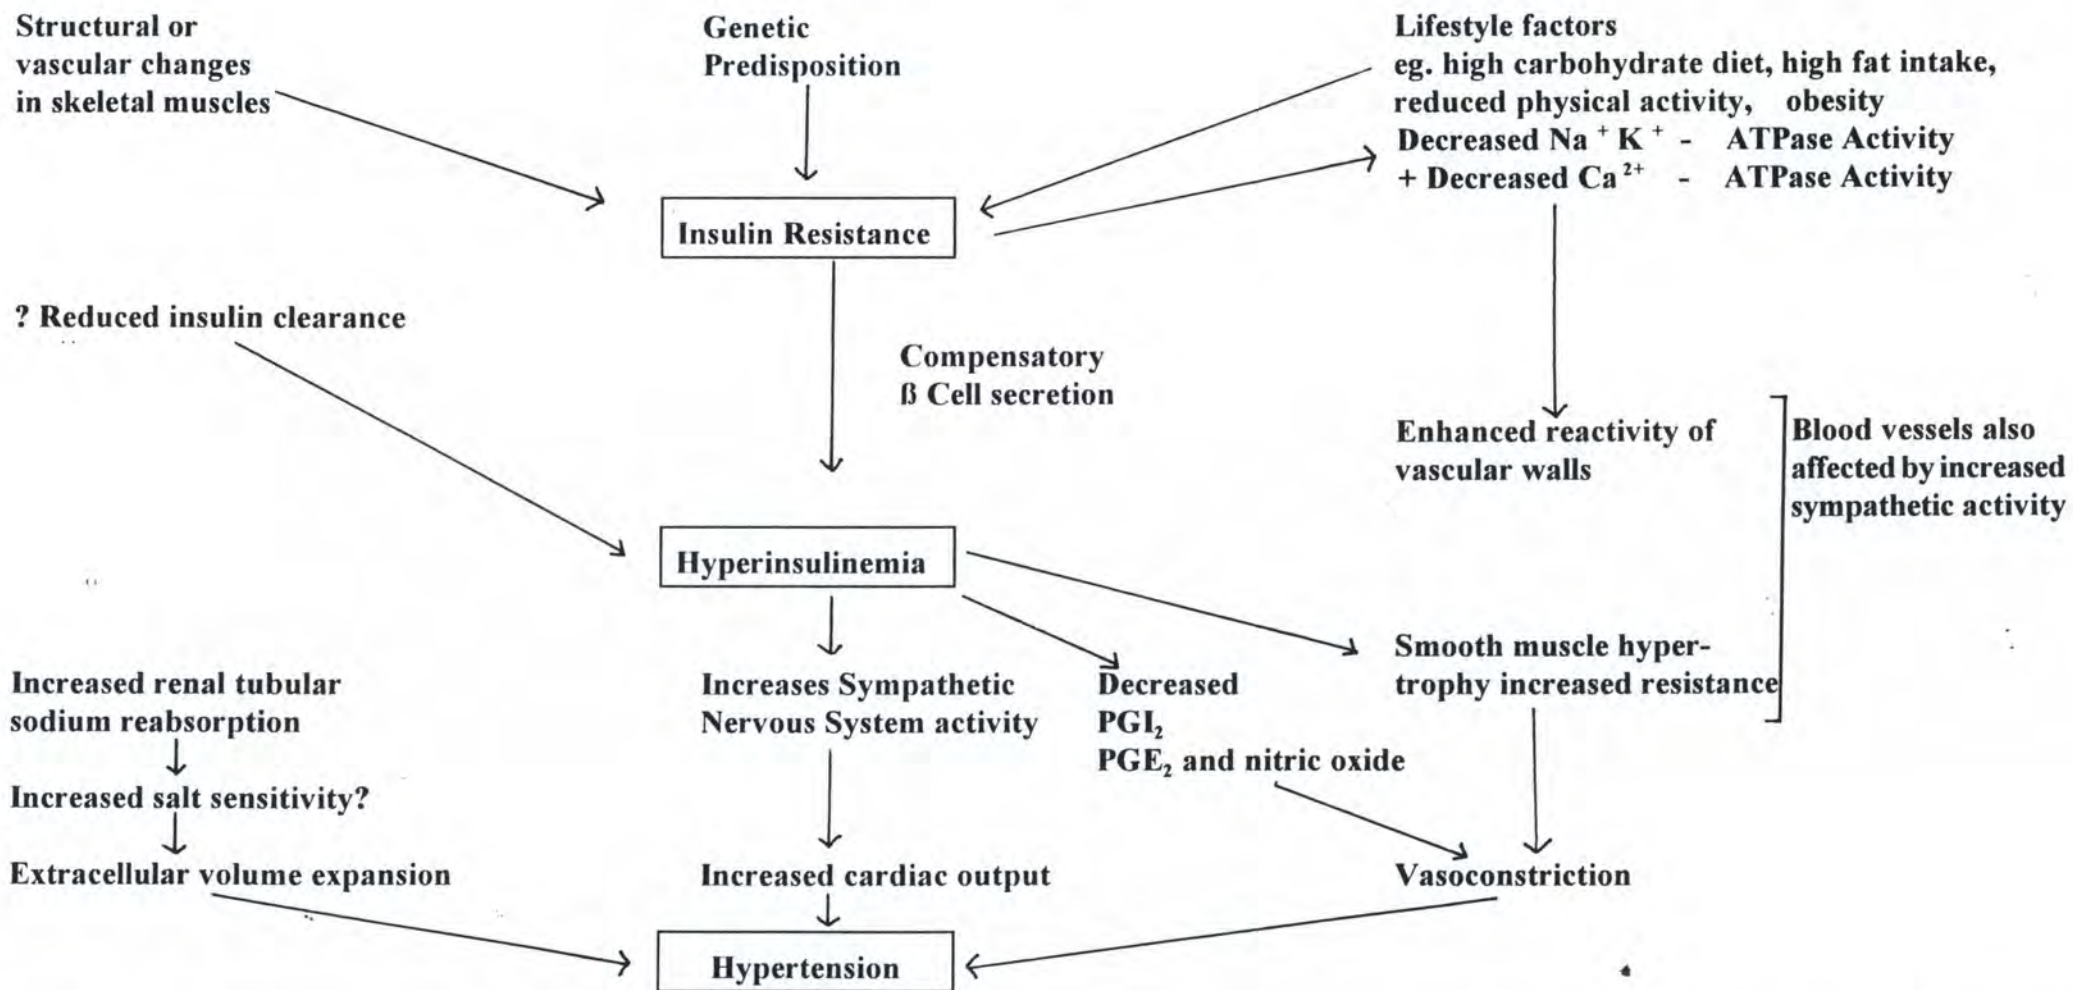 Structural or
vascular changes
in skeletal muscles
Genetic
Predisposition
Lifestyle factors
eg. high carbohydrate diet, high fat intake,
reduced physical activity, obesity
Decreased Na⁺ K⁺ - ATPase Activity
+ Decreased Ca²⁺ - ATPase Activity
Insulin Resistance
? Reduced insulin clearance
Compensatory
ß Cell secretion
Enhanced reactivity of
vascular walls
Blood vessels also
affected by increased
sympathetic activity
Hyperinsulinemia
Increased renal tubular
sodium reabsorption
Increases Sympathetic
Nervous System activity
Decreased
PGI₂
PGE₂ and nitric oxide
Smooth muscle hyper-
trophy increased resistance
Increased salt sensitivity?
Extracellular volume expansion
Increased cardiac output
Vasoconstriction
Hypertension